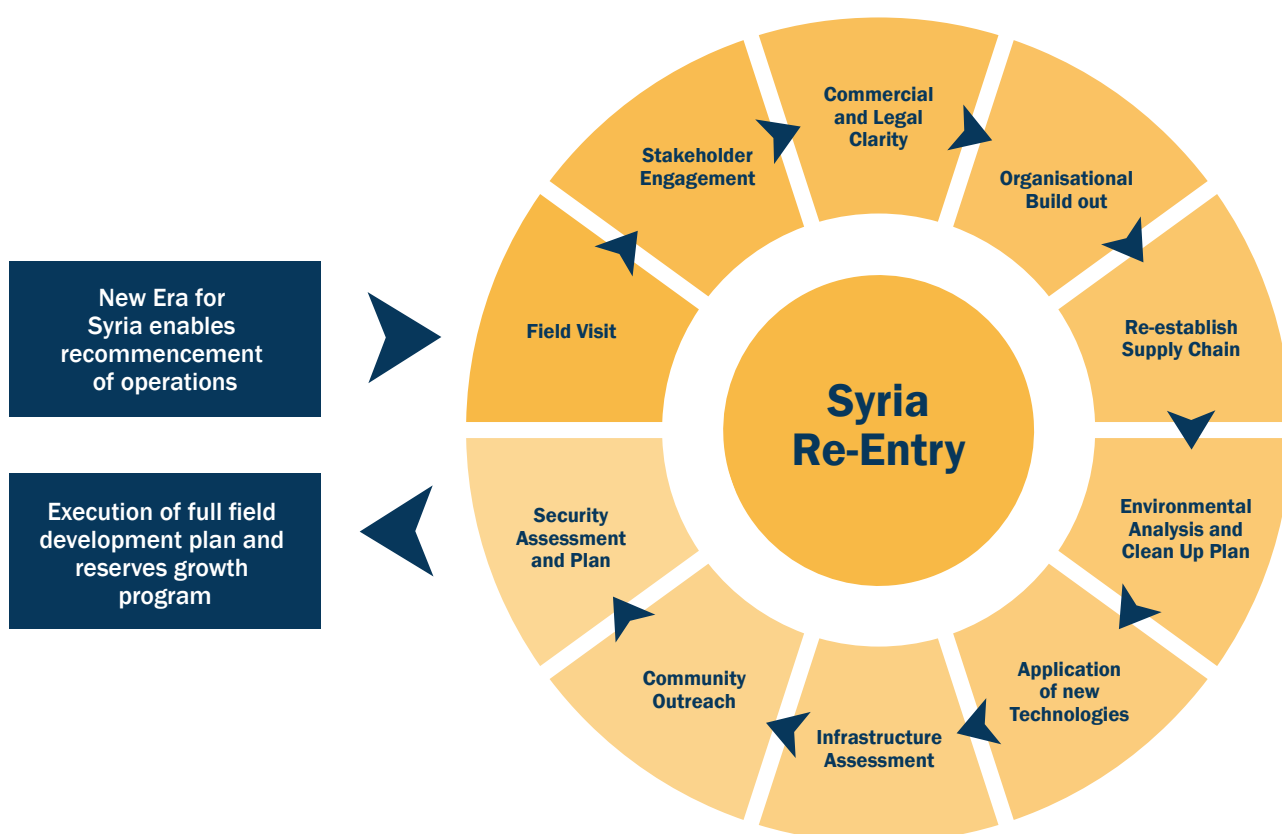 New Era for
Syria enables
recommencement
of operations
Field Visit
Stakeholder
Engagement
Commercial
and Legal
Clarity
Organisational
Build out
Re-establish
Supply Chain
Environmental
Analysis and
Clean Up Plan
Application
of new
Technologies
Infrastructure
Assessment
Community
Outreach
Security
Assessment
and Plan
Execution of full field
development plan and
reserves growth
program
Syria
Re-Entry